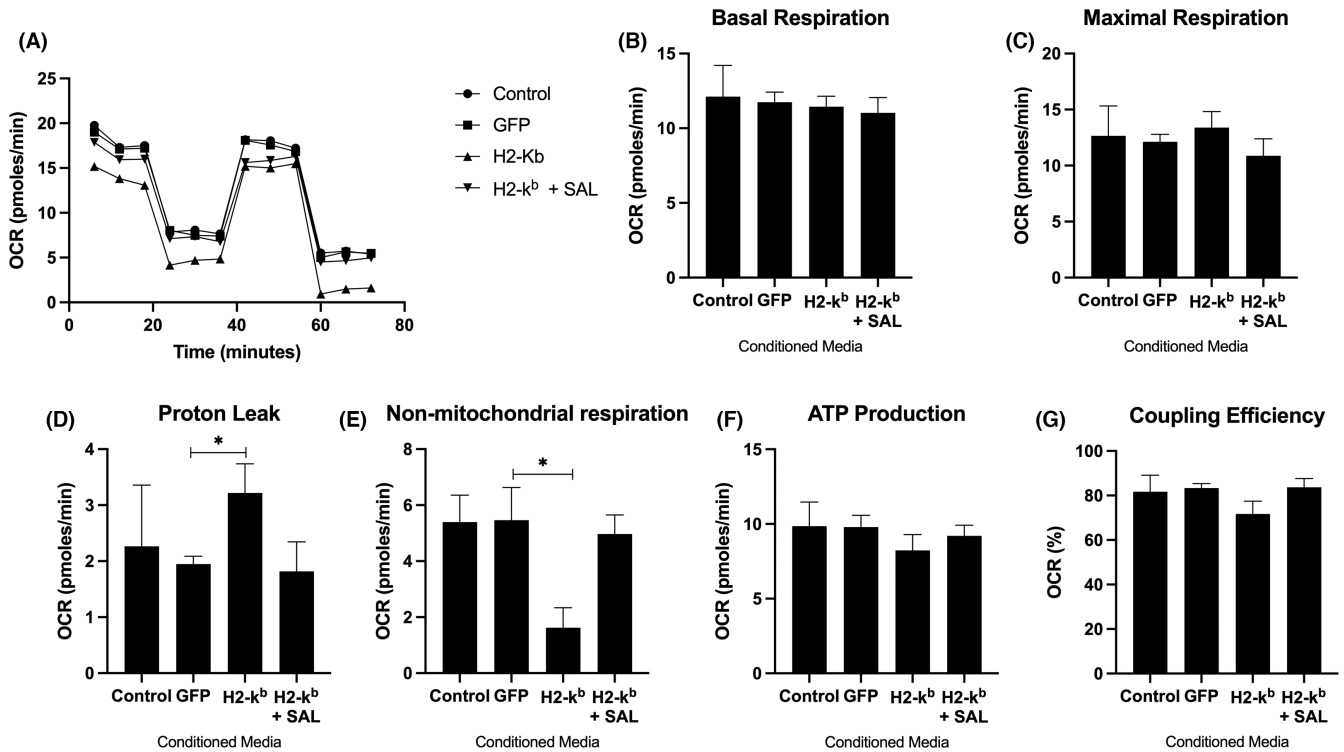 (A)
OCR (pmoles/min)
25
20
15
10
5
0
0 20 40 60 80
Time (minutes)
Control
GFP
H2-Kb
H2-kᵇ + SAL
(B)
Basal Respiration
OCR (pmoles/min)
15
10
5
0
Control GFP H2-kᵇ H2-kᵇ
+ SAL
Conditioned Media
(C)
Maximal Respiration
OCR (pmoles/min)
20
15
10
5
0
Control GFP H2-kᵇ H2-kᵇ
+ SAL
Conditioned Media
(D)
Proton Leak
OCR (pmoles/min)
4
3
2
1
0
*
Control GFP H2-kᵇ H2-kᵇ
+ SAL
Conditioned Media
(E)
Non-mitochondrial respiration
OCR (pmoles/min)
8
6
4
2
0
*
Control GFP H2-kᵇ H2-kᵇ
+ SAL
Conditioned Media
(F)
ATP Production
OCR (pmoles/min)
15
10
5
0
Control GFP H2-kᵇ H2-kᵇ
+ SAL
Conditioned Media
(G)
Coupling Efficiency
OCR (%)
100
80
60
40
20
0
Control GFP H2-kᵇ H2-kᵇ
+ SAL
Conditioned Media